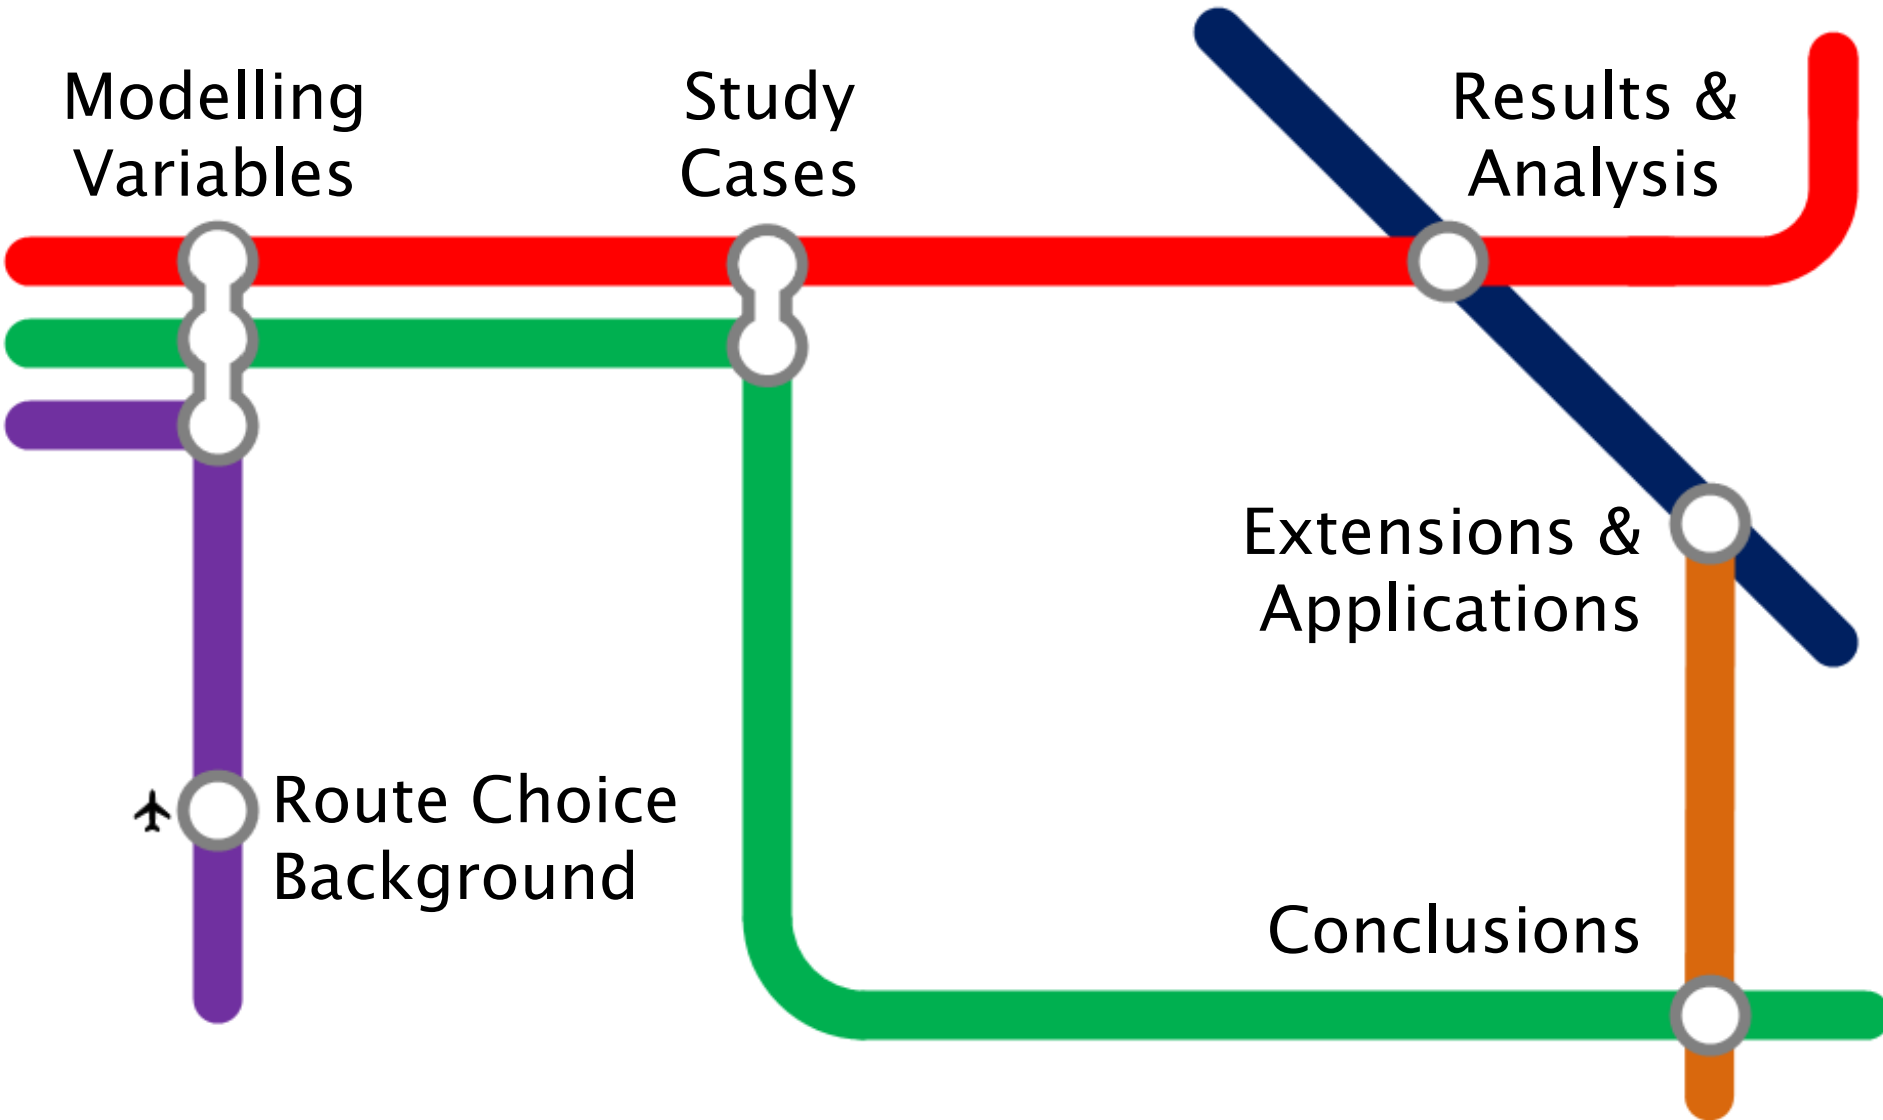 Modelling
Variables
Study
Cases
Results &
Analysis
Extensions &
Applications
Route Choice
Background
Conclusions